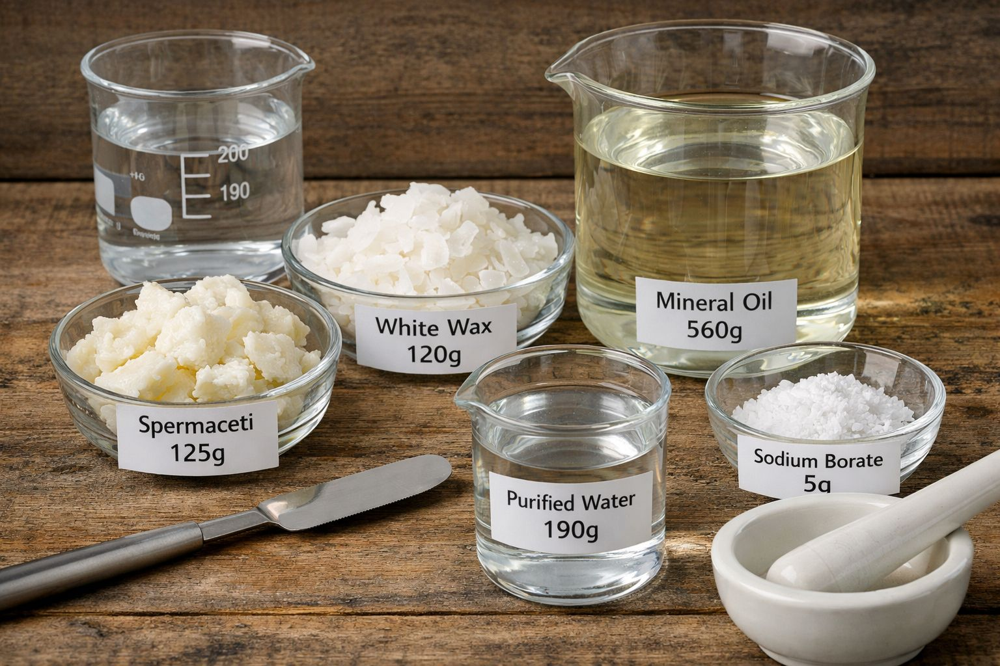 200
190
White Wax
120g
Mineral Oil
560g
Spermaceti
125g
Purified Water
190g
Sodium Borate
5g